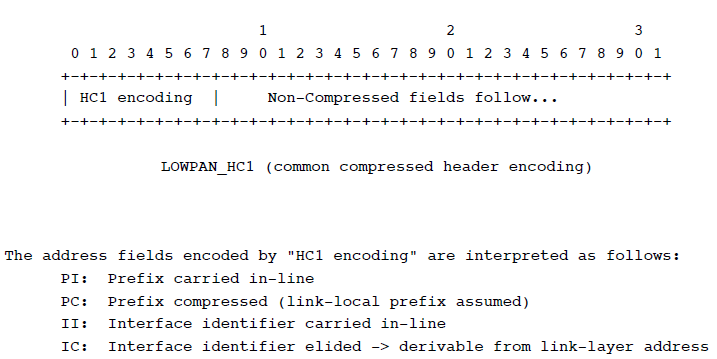 1 2 3
0 1 2 3 4 5 6 7 8 9 0 1 2 3 4 5 6 7 8 9 0 1 2 3 4 5 6 7 8 9 0 1
+-+-+-+-+-+-+-+-+-+-+-+-+-+-+-+-+-+-+-+-+-+-+-+-+-+-+-+-+-+-+-+-+
| HC1 encoding | Non-Compressed fields follow...
+-+-+-+-+-+-+-+-+-+-+-+-+-+-+-+-+-+-+-+-+-+-+-+-+-+-+-+-+-+-+-+-+
LOWPAN_HC1 (common compressed header encoding)
The address fields encoded by "HC1 encoding" are interpreted as follows:
PI: Prefix carried in-line
PC: Prefix compressed (link-local prefix assumed)
II: Interface identifier carried in-line
IC: Interface identifier elided -> derivable from link-layer address